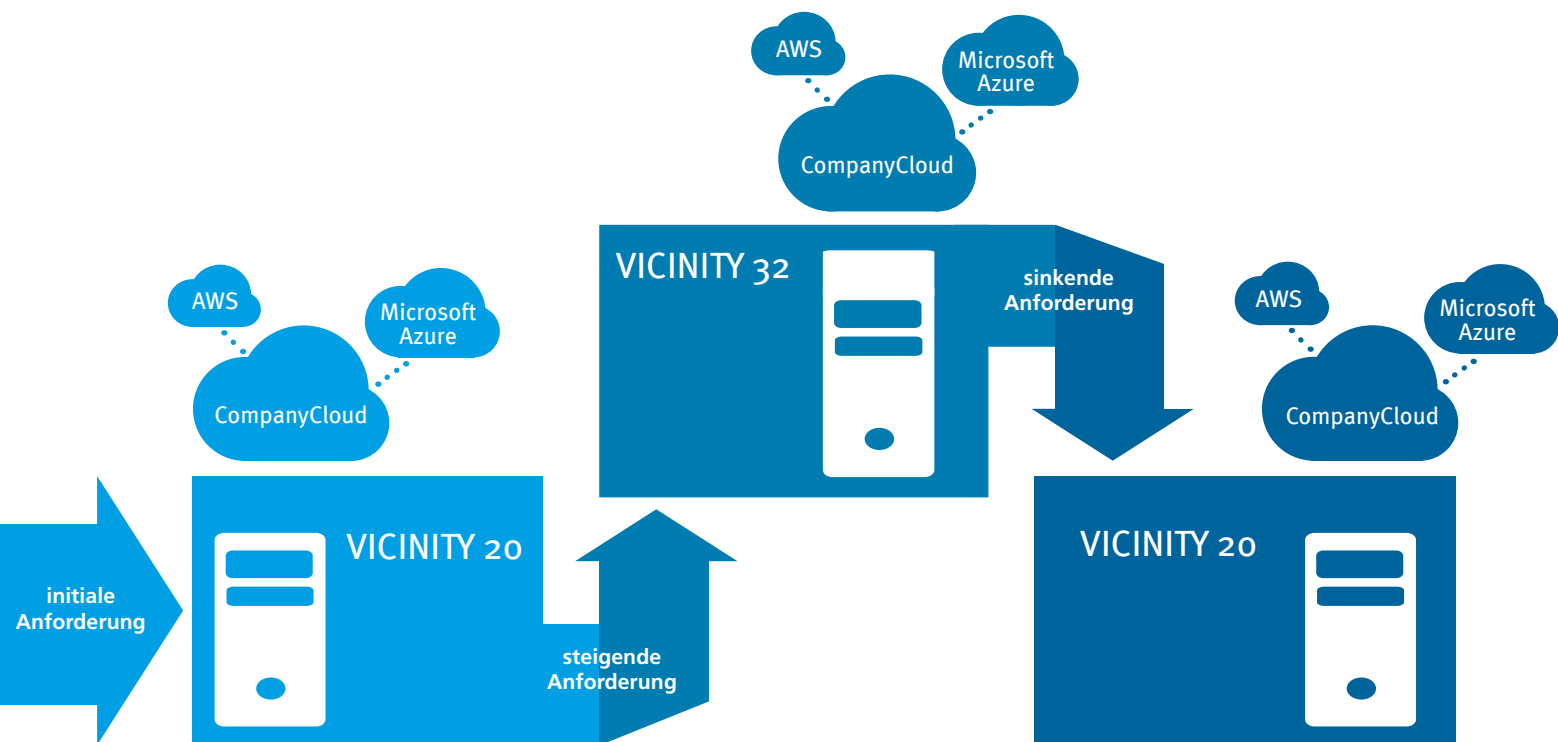 initiale
Anforderung
AWS
Microsoft
Azure
CompanyCloud
VICINITY 20
steigende
Anforderung
AWS
Microsoft
Azure
CompanyCloud
VICINITY 32
sinkende
Anforderung
AWS
Microsoft
Azure
CompanyCloud
VICINITY 20